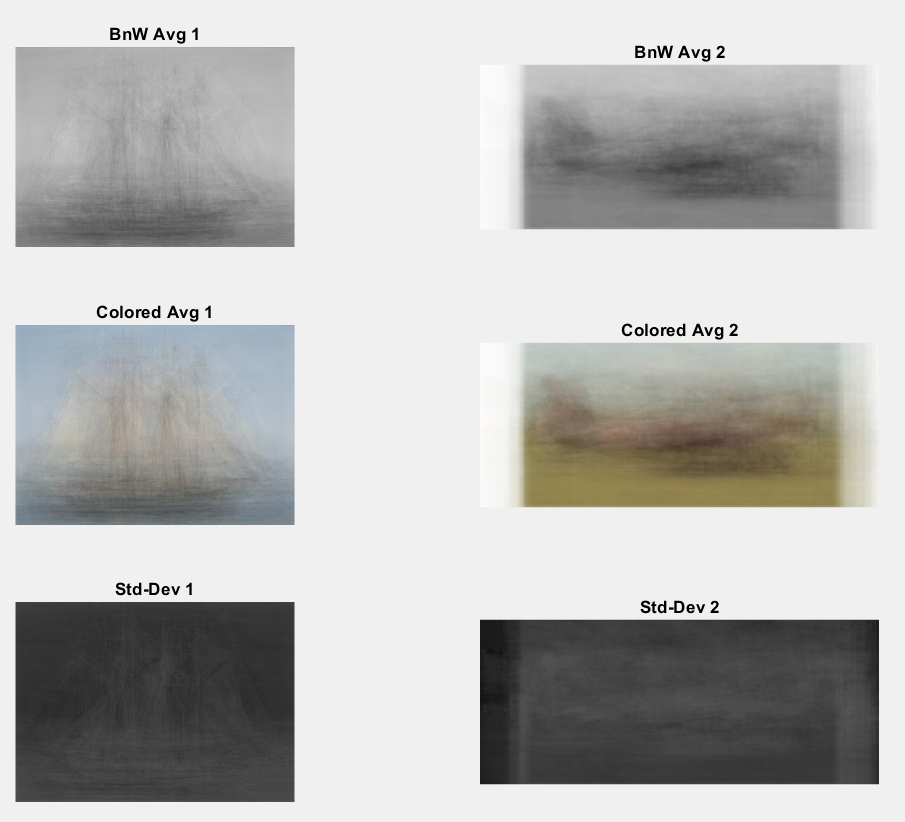 BnW Avg 1
BnW Avg 2
Colored Avg 1
Colored Avg 2
Std-Dev 1
Std-Dev 2